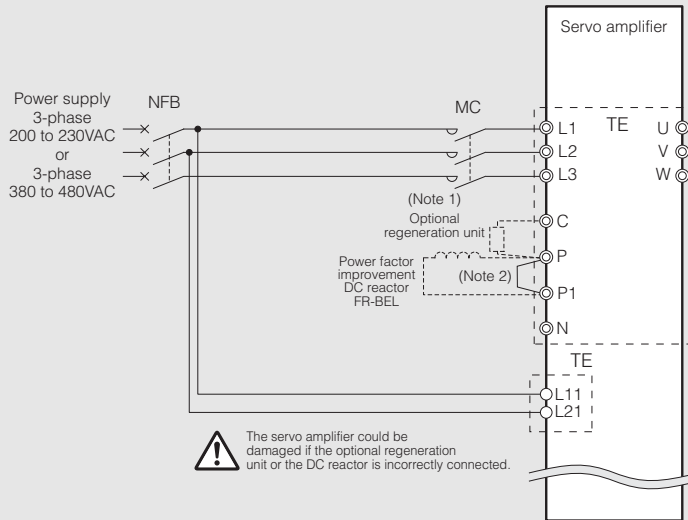 Servo amplifier
Power supply
3-phase
200 to 230VAC
or
3-phase
380 to 480VAC
NFB
MC
TE
L1
L2
L3
U
V
W
(Note 1)
Optional
regeneration unit
C
P
Power factor
improvement
DC reactor
FR-BEL
(Note 2)
P1
N
TE
L11
L21
The servo amplifier could be
damaged if the optional regeneration
unit or the DC reactor is incorrectly connected.